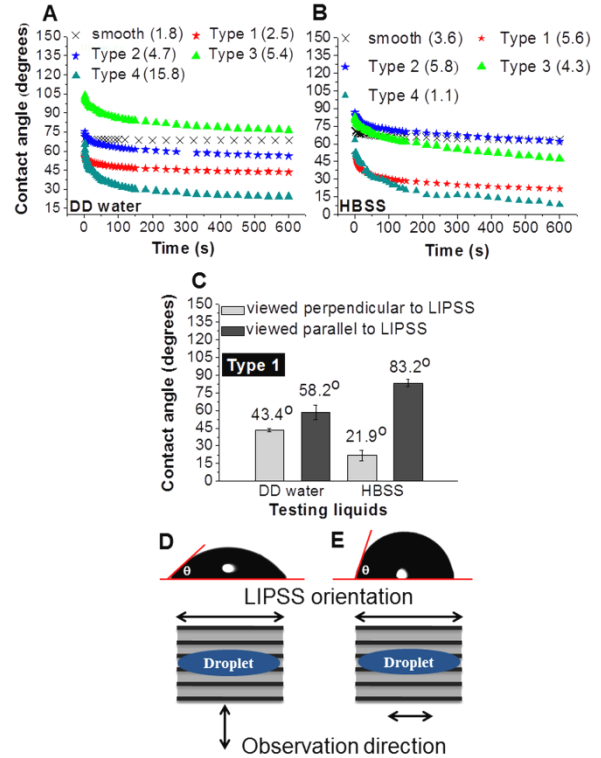 A
Contact angle (degrees)
150
135
120
105
90
75
60
45
30
15
smooth (1.8)
Type 1 (2.5)
Type 2 (4.7)
Type 3 (5.4)
Type 4 (15.8)
DD water
0 100 200 300 400 500 600
Time (s)
B
150
135
120
105
90
75
60
45
30
15
0
smooth (3.6)
Type 1 (5.6)
Type 2 (5.8)
Type 3 (4.3)
Type 4 (1.1)
HBSS
0 100 200 300 400 500 600
Time (s)
C
Contact angle (degrees)
150
135
120
105
90
75
60
45
30
15
0
viewed perpendicular to LIPSS
viewed parallel to LIPSS
Type 1
43.4°
58.2°
21.9°
83.2°
DD water
HBSS
Testing liquids
D
θ
E
θ
LIPSS orientation
Droplet
Droplet
Observation direction